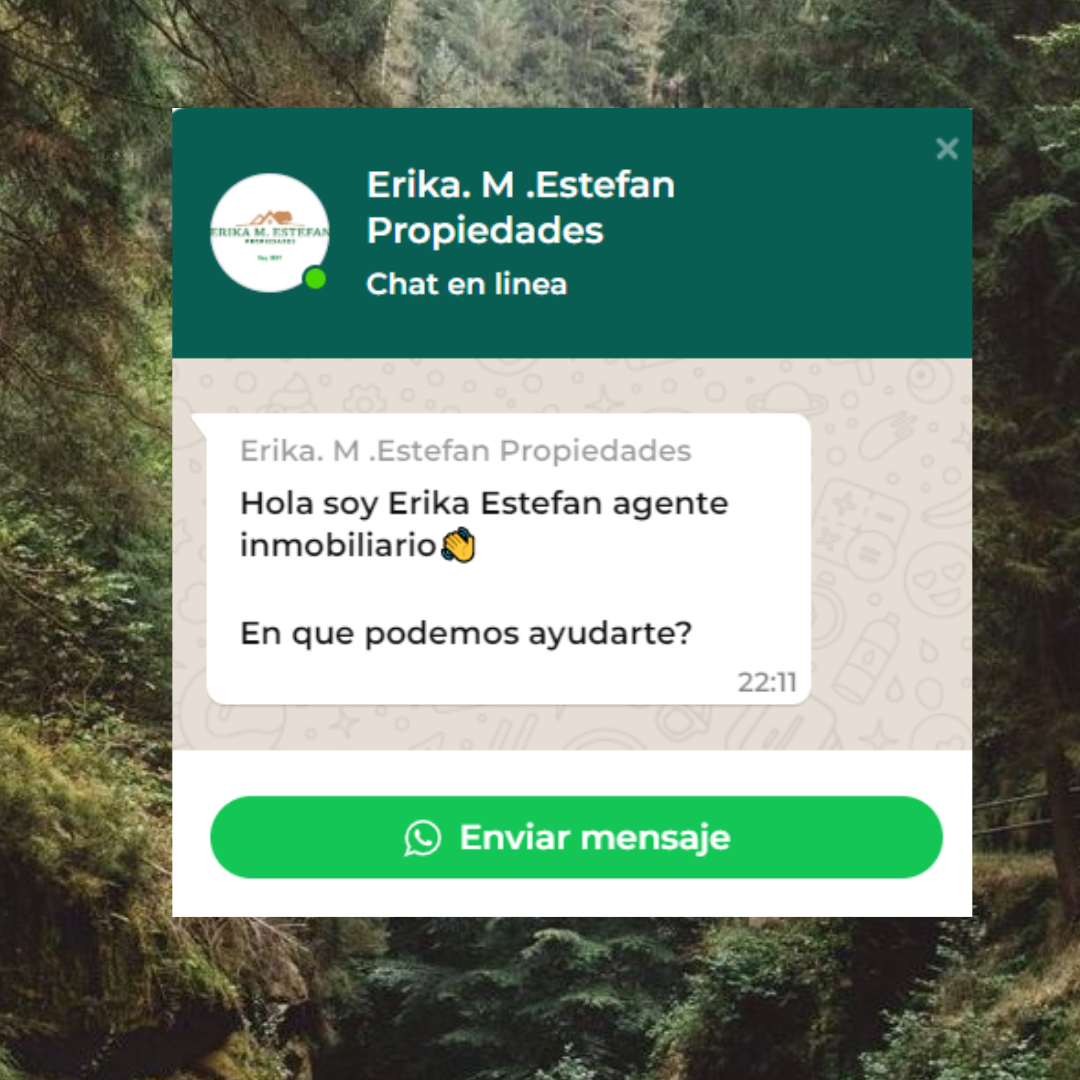 Erika. M .Estefan
Propiedades
Chat en linea
ERIKA M. ESTEFAN
PROPIEDADES
Erika. M .Estefan Propiedades
Hola soy Erika Estefan agente
inmobiliario👋
En que podemos ayudarte?
22:11
Enviar mensaje